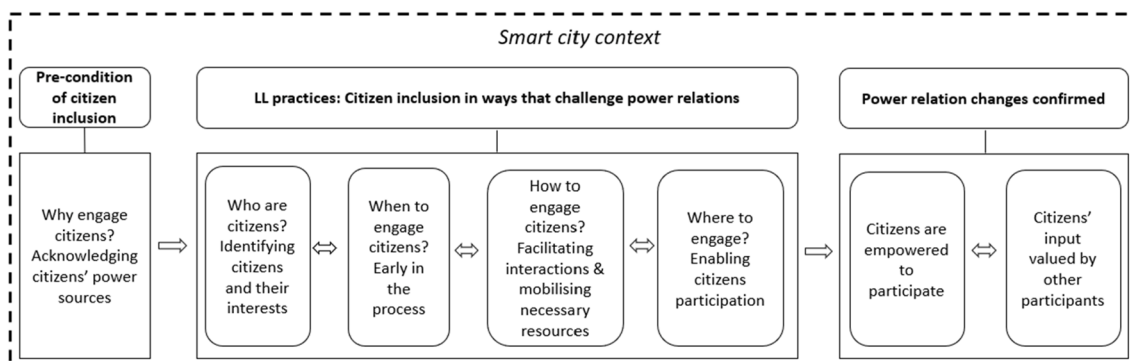 Smart city context
Pre-condition
of citizen
inclusion
LL practices: Citizen inclusion in ways that challenge power relations
Power relation changes confirmed
Why engage
citizens?
Acknowledging
citizens' power
sources
Who are
citizens?
Identifying
citizens
and their
interests
When to
engage
citizens?
Early in
the
process
How to
engage
citizens?
Facilitating
interactions &
mobilising
necessary
resources
Where to
engage?
Enabling
citizens
participation
Citizens are
empowered
to
participate
Citizens'
input
valued by
other
participants